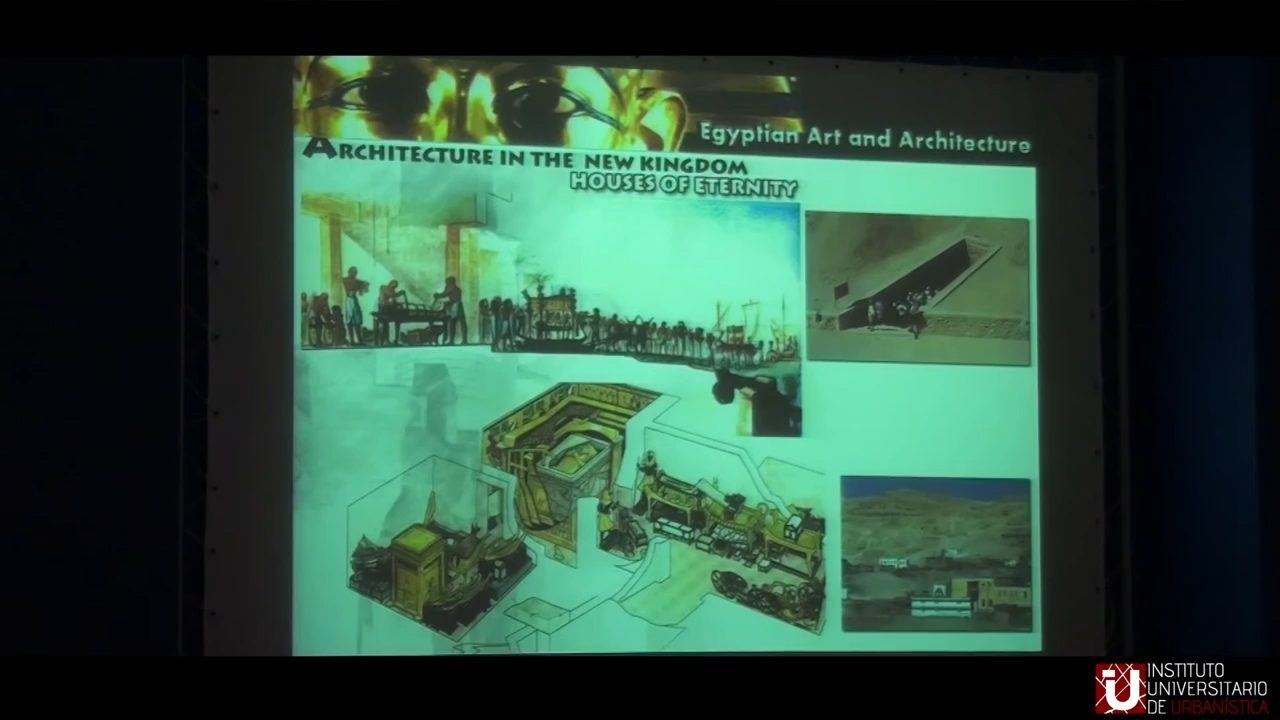 Egyptian Art and Architecture
ARCHITECTURE IN THE NEW KINGDOM
HOUSES OF ETERNITY
INSTITUTO
UNIVERSITARIO
DE URBANÍSTICA